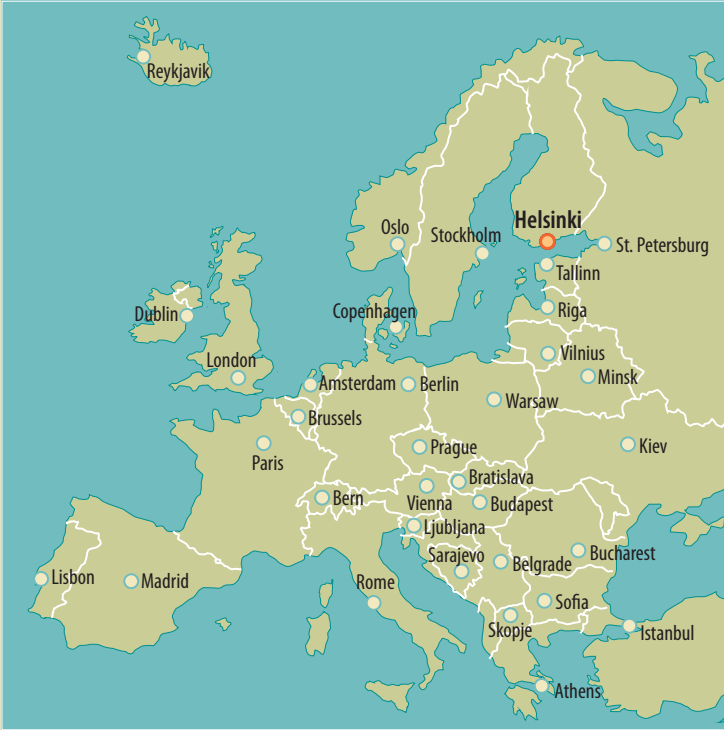 Reykjavik
Helsinki
Oslo
Stockholm
St. Petersburg
Tallinn
Dublin
Copenhagen
Riga
London
Vilnius
Minsk
Amsterdam
Berlin
Warsaw
Brussels
Prague
Kiev
Paris
Bratislava
Bern
Vienna
Budapest
Ljubljana
Sarajevo
Belgrade
Bucharest
Lisbon
Madrid
Rome
Sofia
Skopje
Istanbul
Athens